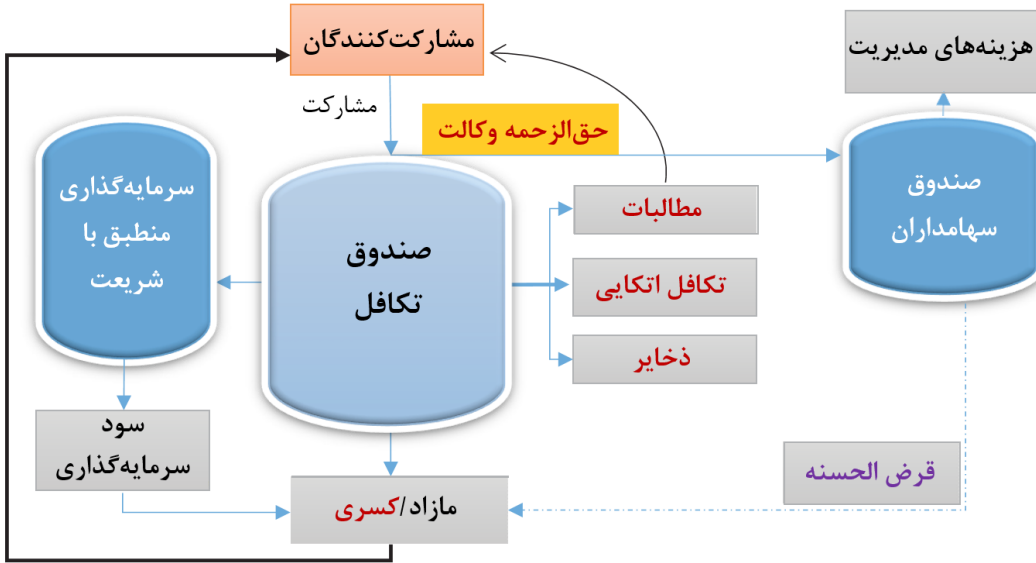 مشارکت‌کنندگان
هزینه‌های مدیریت
مشارکت
حق‌الزحمه وکالت
صندوق
سهامداران
سرمایه‌گذاری
منطبق با
شریعت
صندوق
تکافل
مطالبات
تکافل اتکایی
ذخایر
سود
سرمایه‌گذاری
قرض الحسنه
مازاد/کسری